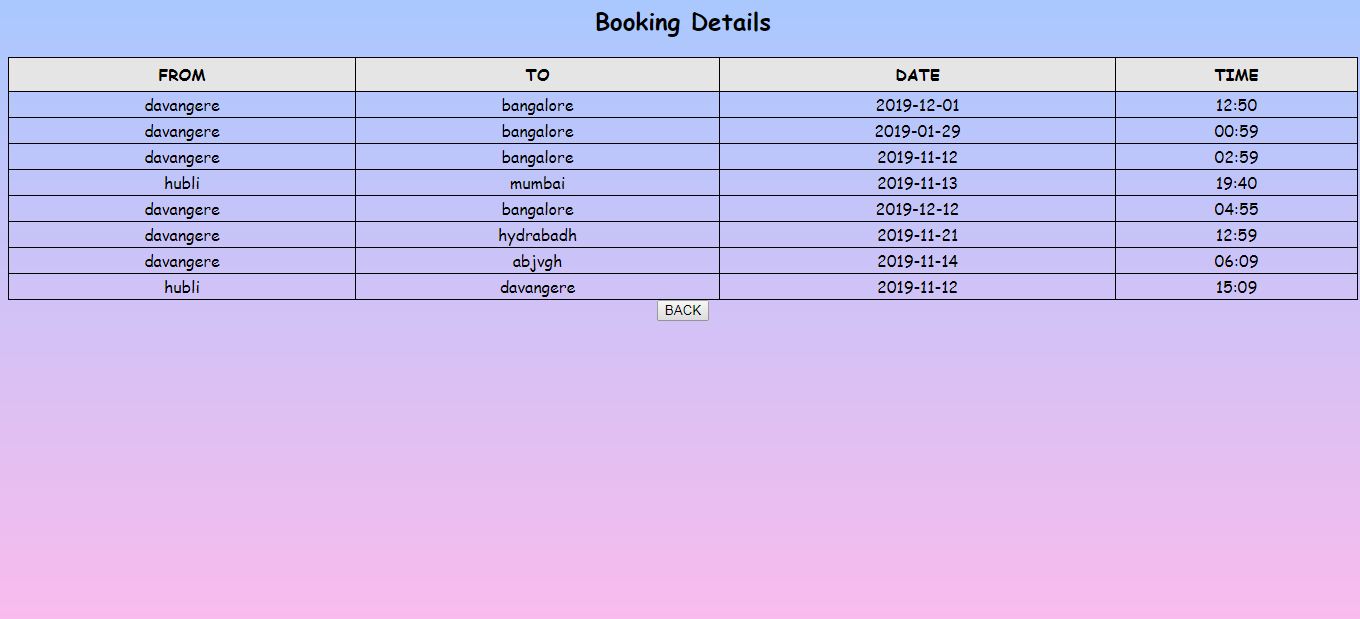 Booking Details
FROM TO DATE TIME
davangere bangalore 2019-12-01 12:50
davangere bangalore 2019-01-29 00:59
davangere bangalore 2019-11-12 02:59
hubli mumbai 2019-11-13 19:40
davangere bangalore 2019-12-12 04:55
davangere hydrabadh 2019-11-21 12:59
davangere abjvgh 2019-11-14 06:09
hubli davangere 2019-11-12 15:09
BACK